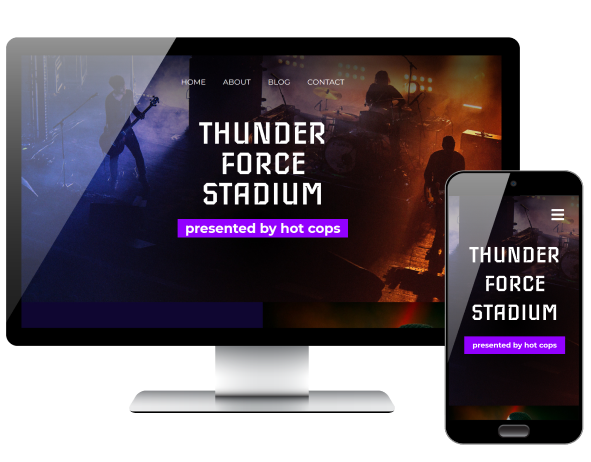 HOME ABOUT BLOG CONTACT
THUNDER
FORCE
STADIUM
presented by hot cops
THUNDER
FORCE
STADIUM
presented by hot cops